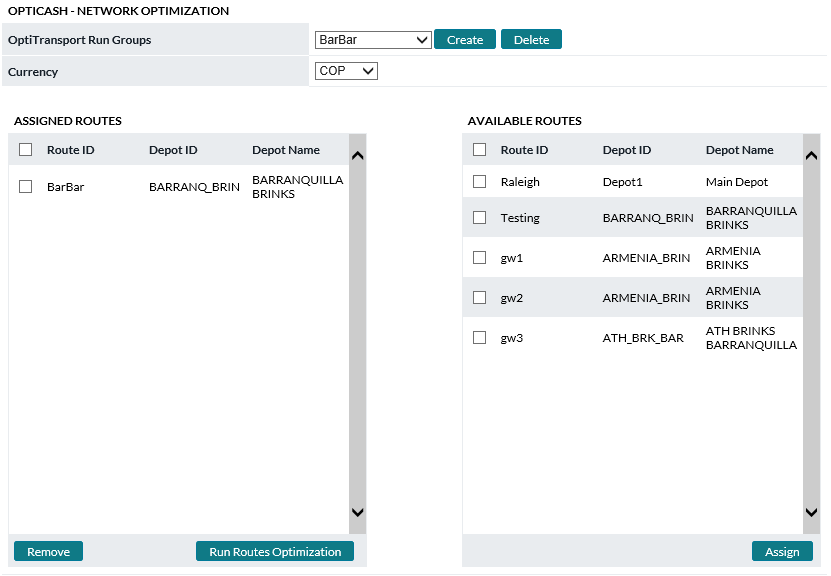 OPTICASH - NETWORK OPTIMIZATION
OptiTransport Run Groups BarBar Create Delete
Currency COP
ASSIGNED ROUTES
Route ID Depot ID Depot Name
BarBar BARRANQ_BRIN BARRANQUILLA
BRINKS
Remove Run Routes Optimization
AVAILABLE ROUTES
Route ID Depot ID Depot Name
Raleigh Depot1 Main Depot
Testing BARRANQ_BRIN BARRANQUILLA
BRINKS
gw1 ARMENIA_BRIN ARMENIA
BRINKS
gw2 ARMENIA_BRIN ARMENIA
BRINKS
gw3 ATH_BRK_BAR ATH BRINKS
BARRANQUILLA
Assign